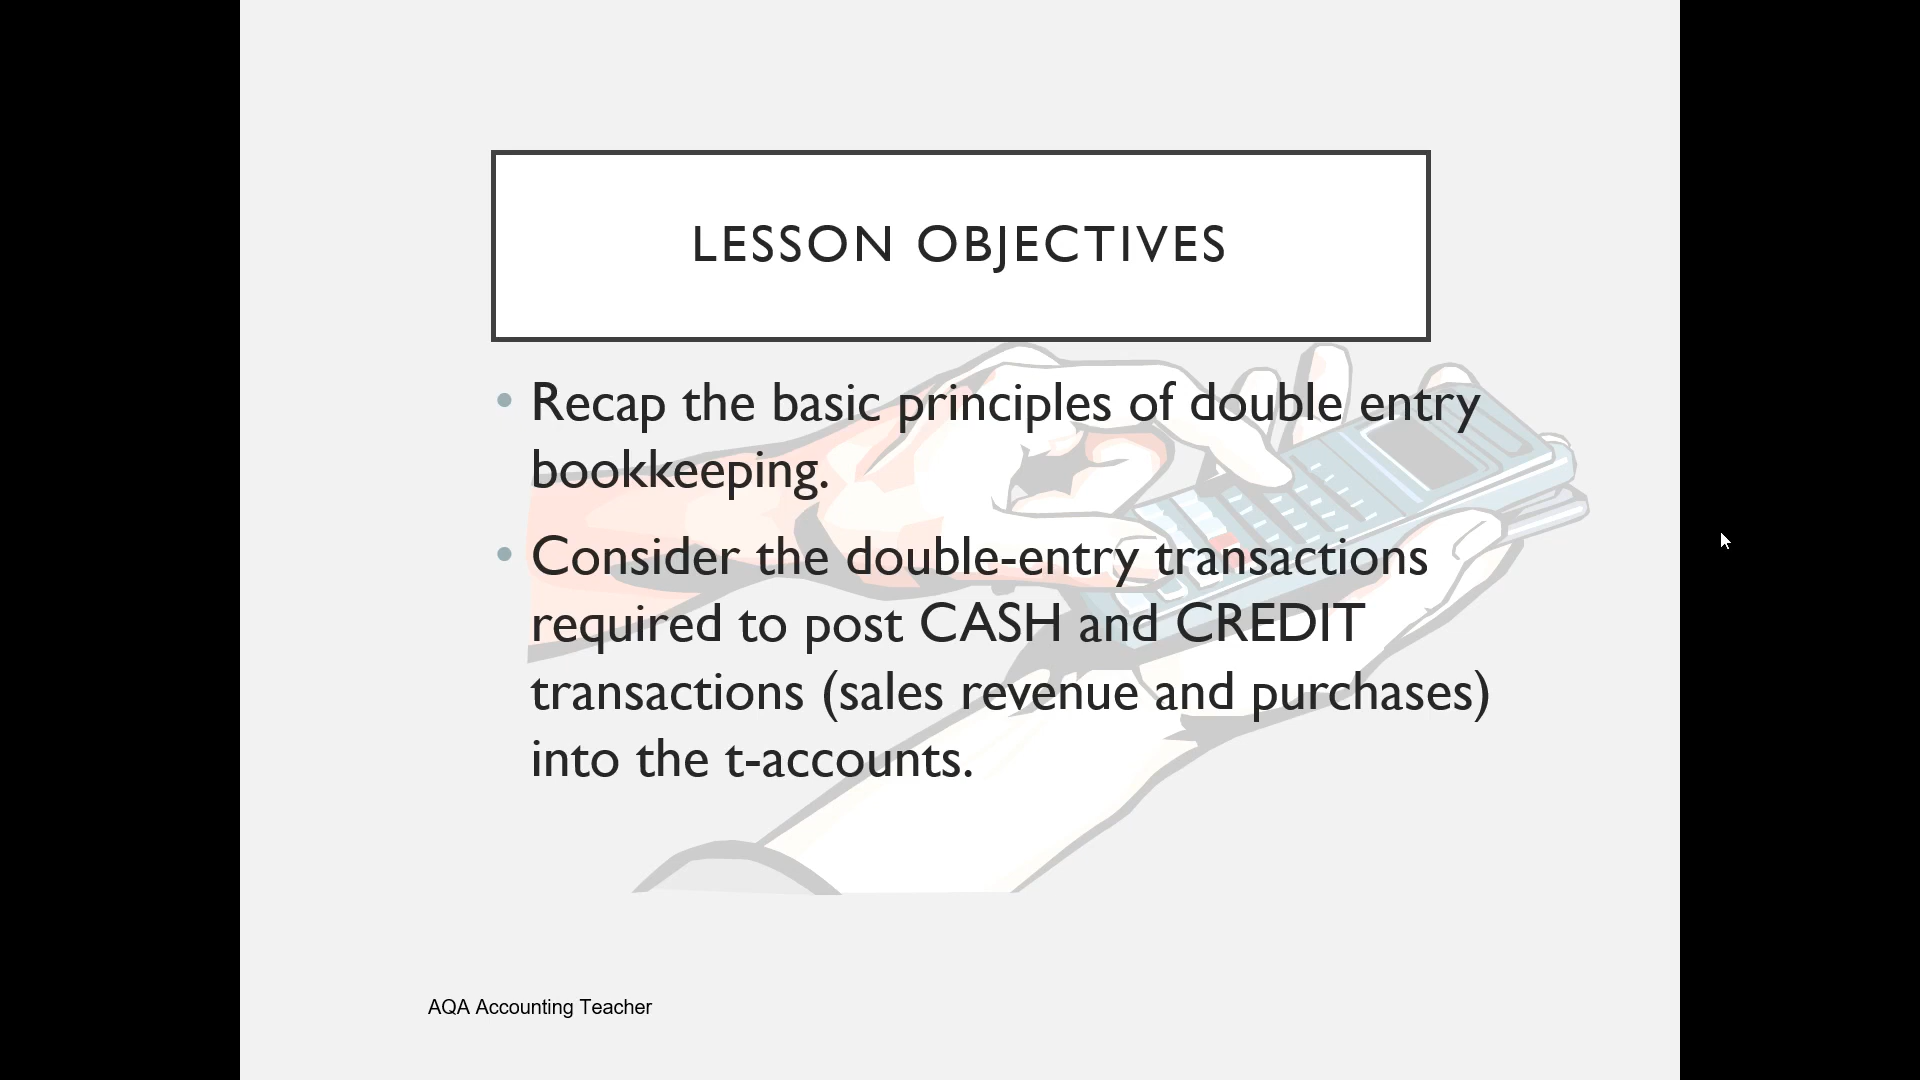 LESSON OBJECTIVES
• Recap the basic principles of double entry
bookkeeping.
• Consider the double-entry transactions
required to post CASH and CREDIT
transactions (sales revenue and purchases)
into the t-accounts.
AQA Accounting Teacher